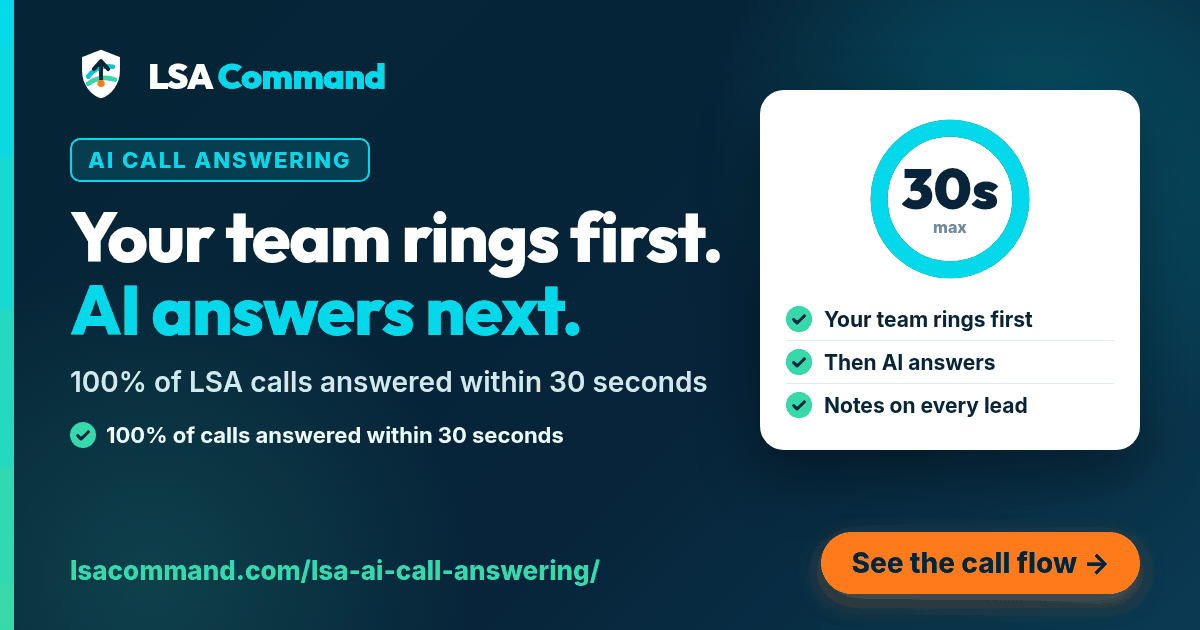 LSA Command
AI CALL ANSWERING
Your team rings first.
AI answers next.
100% of LSA calls answered within 30 seconds
100% of calls answered within 30 seconds
lsacommand.com/lsa-ai-call-answering/
30s
max
Your team rings first
Then AI answers
Notes on every lead
See the call flow →